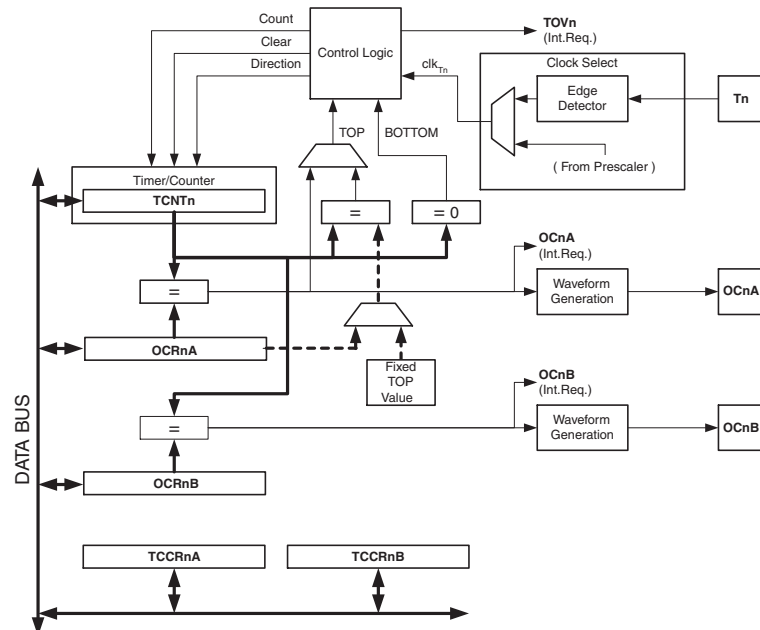 Count
Clear
Direction
Control Logic
TOVn
(Int.Req.)
clkTn
Clock Select
Edge
Detector
Tn
( From Prescaler )
TOP
BOTTOM
Timer/Counter
TCNTn
=
= 0
OCnA
(Int.Req.)
=
Waveform
Generation
OCnA
OCRnA
Fixed
TOP
Value
OCnB
(Int.Req.)
=
Waveform
Generation
OCnB
OCRnB
DATA BUS
TCCRnA
TCCRnB